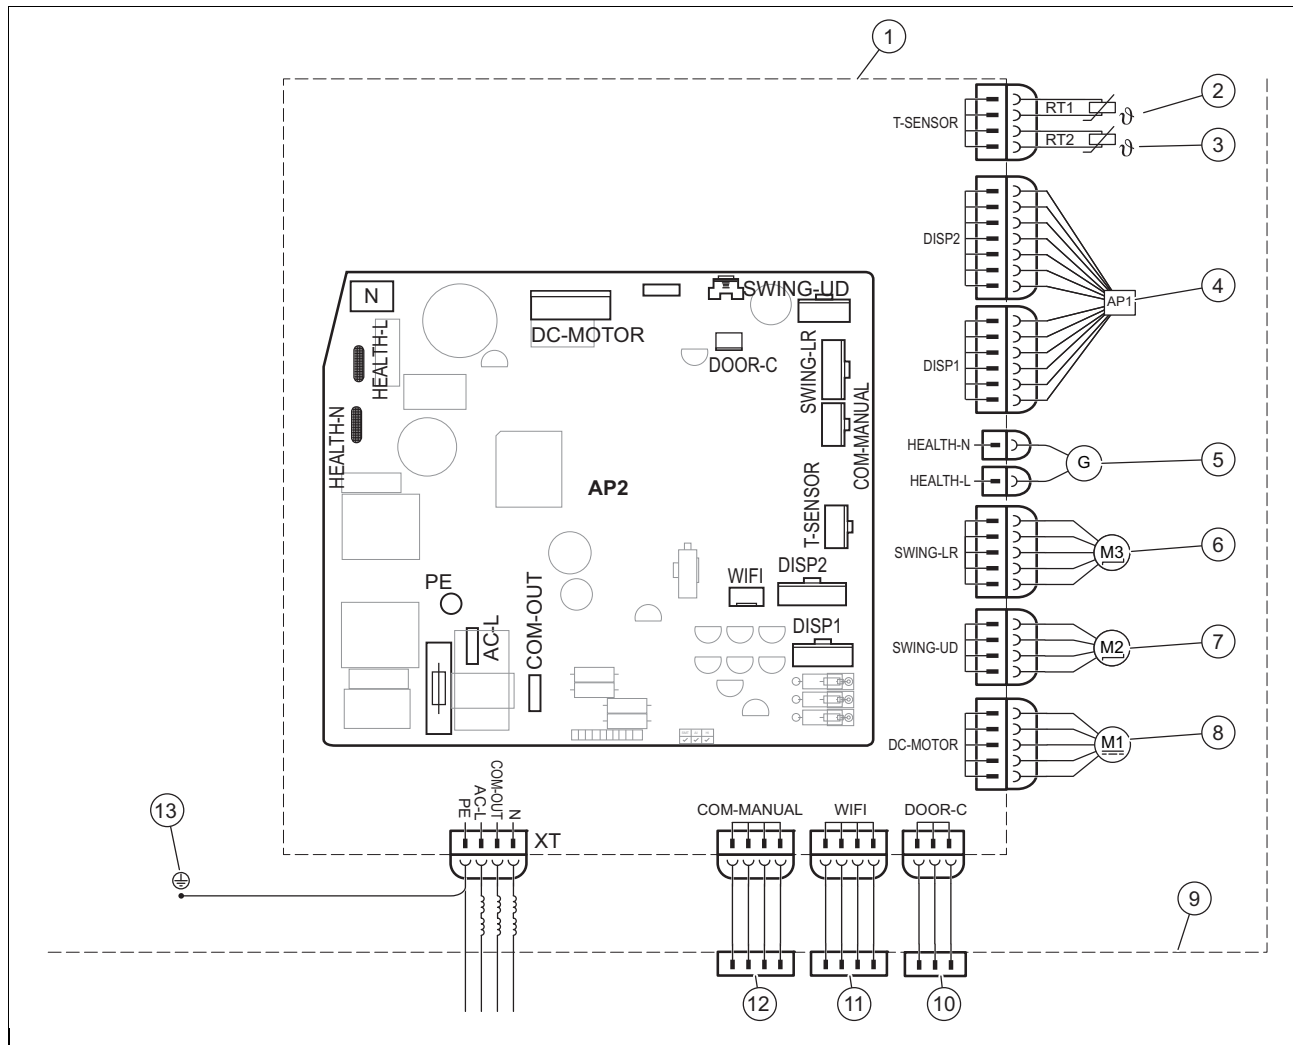 1
2
T-SENSOR
RT1
ϑ
RT2
ϑ
3
DISP2
AP1
4
DISP1
HEALTH-N
G
5
HEALTH-L
SWING-LR
M3
6
SWING-UD
M2
7
DC-MOTOR
M1
8
N
SWING-UD
DC-MOTOR
DOOR-C
SWING-LR
COM-MANUAL
HEALTH-L
HEALTH-N
AP2
T-SENSOR
WIFI
DISP2
DISP1
PE
AC-L
COM-OUT
PE
AC-L
COM-OUT
N
XT
COM-MANUAL
WIFI
DOOR-C
13
9
12
11
10